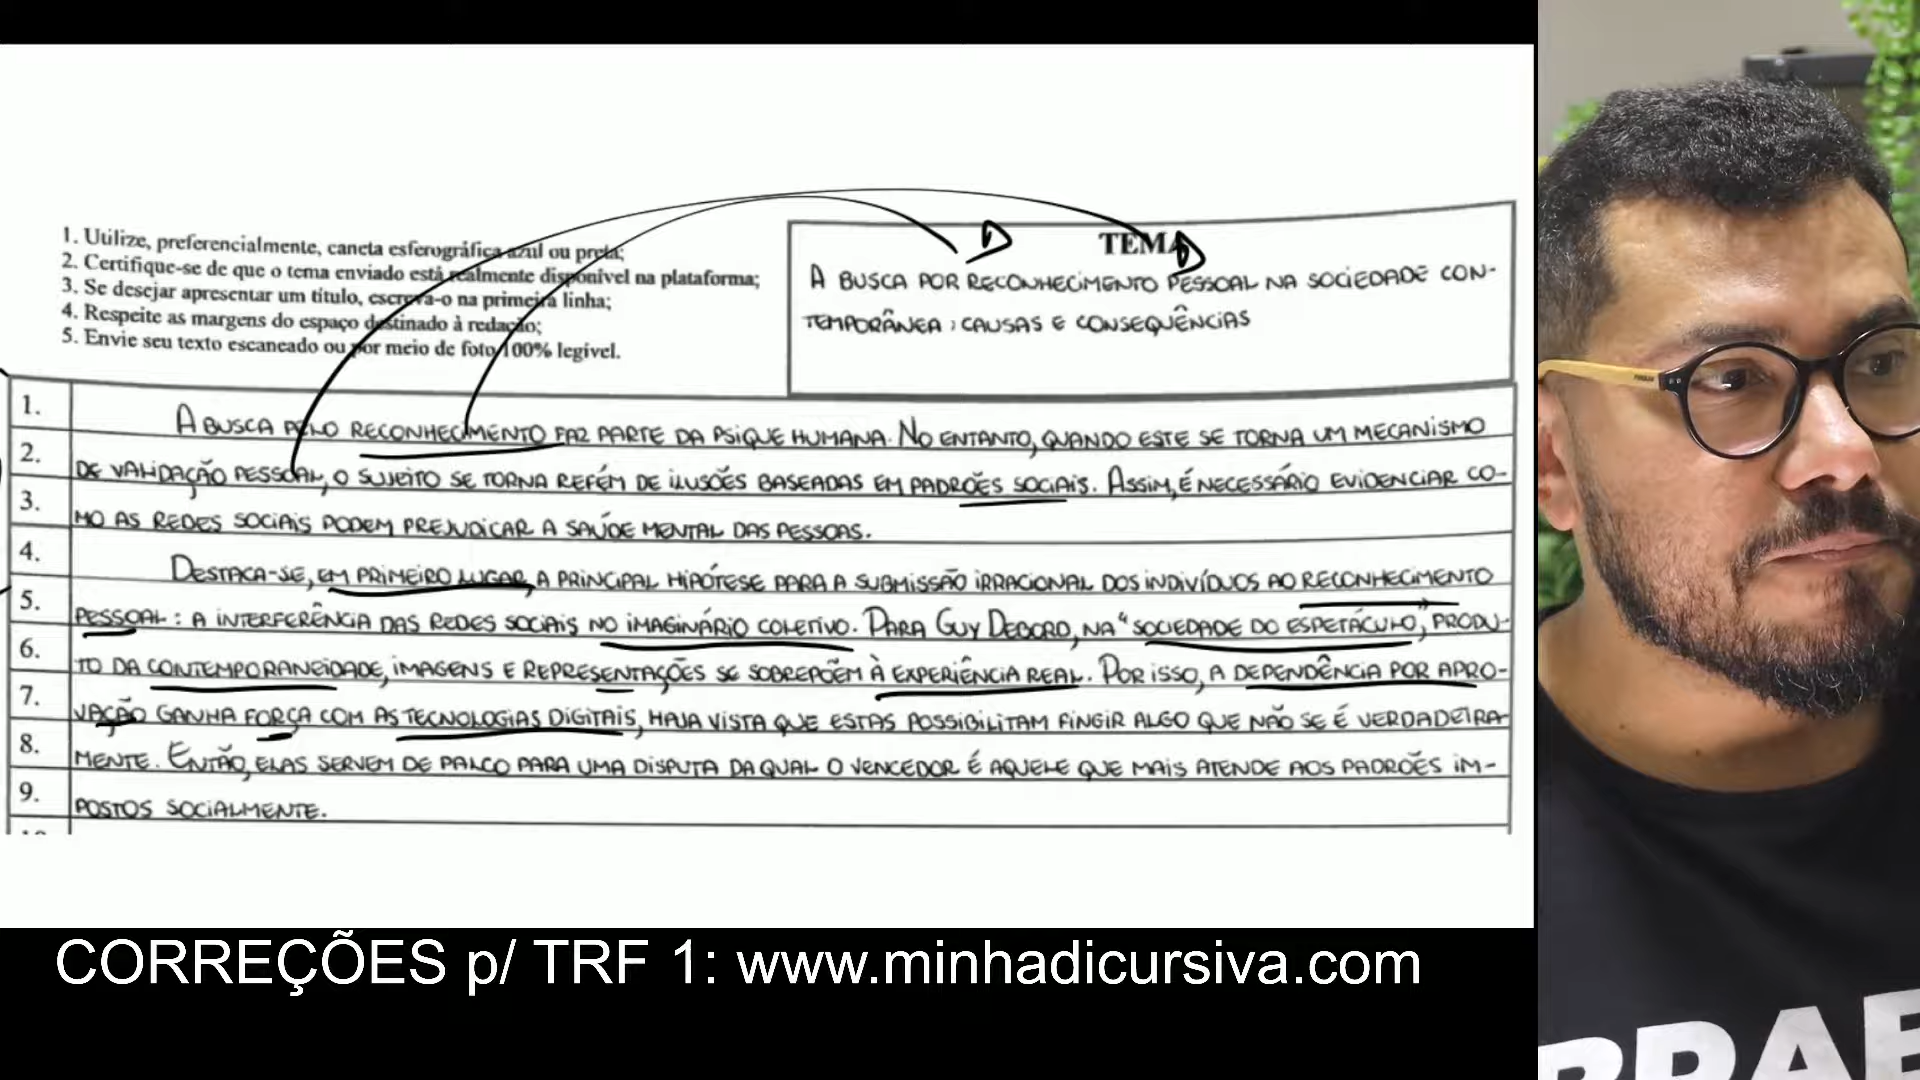 1. Utilize, preferencialmente, caneta esferográfica azul ou preta;
2. Certifique-se de que o tema enviado está realmente disponível na plataforma;
3. Se desejar apresentar um título, escreva-o na primeira linha;
4. Respeite as margens do espaço destinado à redação;
5. Envie seu texto escaneado ou por meio de foto 100% legível.
TEMA
A BUSCA POR RECONHECIMENTO PESSOAL NA SOCIEDADE CON-
TEMPORÂNEA: CAUSAS E CONSEQUÊNCIAS
1. A BUSCA PELO RECONHECIMENTO FAZ PARTE DA PSIQUE HUMANA. NO ENTANTO, QUANDO ESTE SE TORNA UM MECANISMO
2. DE VALIDAÇÃO PESSOAL, O SUJEITO SE TORNA REFÉM DE ILUSÕES BASEADAS EM PADRÕES SOCIAIS. ASSIM, É NECESSÁRIO EVIDENCIAR CO-
3. MO AS REDES SOCIAIS PODEM PREJUDICAR A SAÚDE MENTAL DAS PESSOAS.
4. DESTACA-SE, EM PRIMEIRO LUGAR, A PRINCIPAL HIPÓTESE PARA A SUBMISSÃO IRRACIONAL DOS INDIVÍDUOS AO RECONHECIMENTO
5. PESSOAL: A INTERFERÊNCIA DAS REDES SOCIAIS NO IMAGINÁRIO COLETIVO. PARA GUY DEBORD, NA "SOCIEDADE DO ESPETÁCULO", PRODU-
6. TO DA CONTEMPORANEIDADE, IMAGENS E REPRESENTAÇÕES SE SOBREPÕEM À EXPERIÊNCIA REAL. POR ISSO, A DEPENDÊNCIA POR APRO-
7. VAÇÃO GANHA FORÇA COM AS TECNOLOGIAS DIGITAIS, HAJA VISTA QUE ESTAS POSSIBILITAM FINGIR ALGO QUE NÃO SE É VERDADEIRA-
8. MENTE. ENTÃO, ELAS SERVEM DE PALCO PARA UMA DISPUTA DA QUAL O VENCEDOR É AQUELE QUE MAIS ATENDE AOS PADRÕES IM-
9. POSTOS SOCIALMENTE.
CORREÇÕES p/ TRF 1: www.minhadicursiva.com